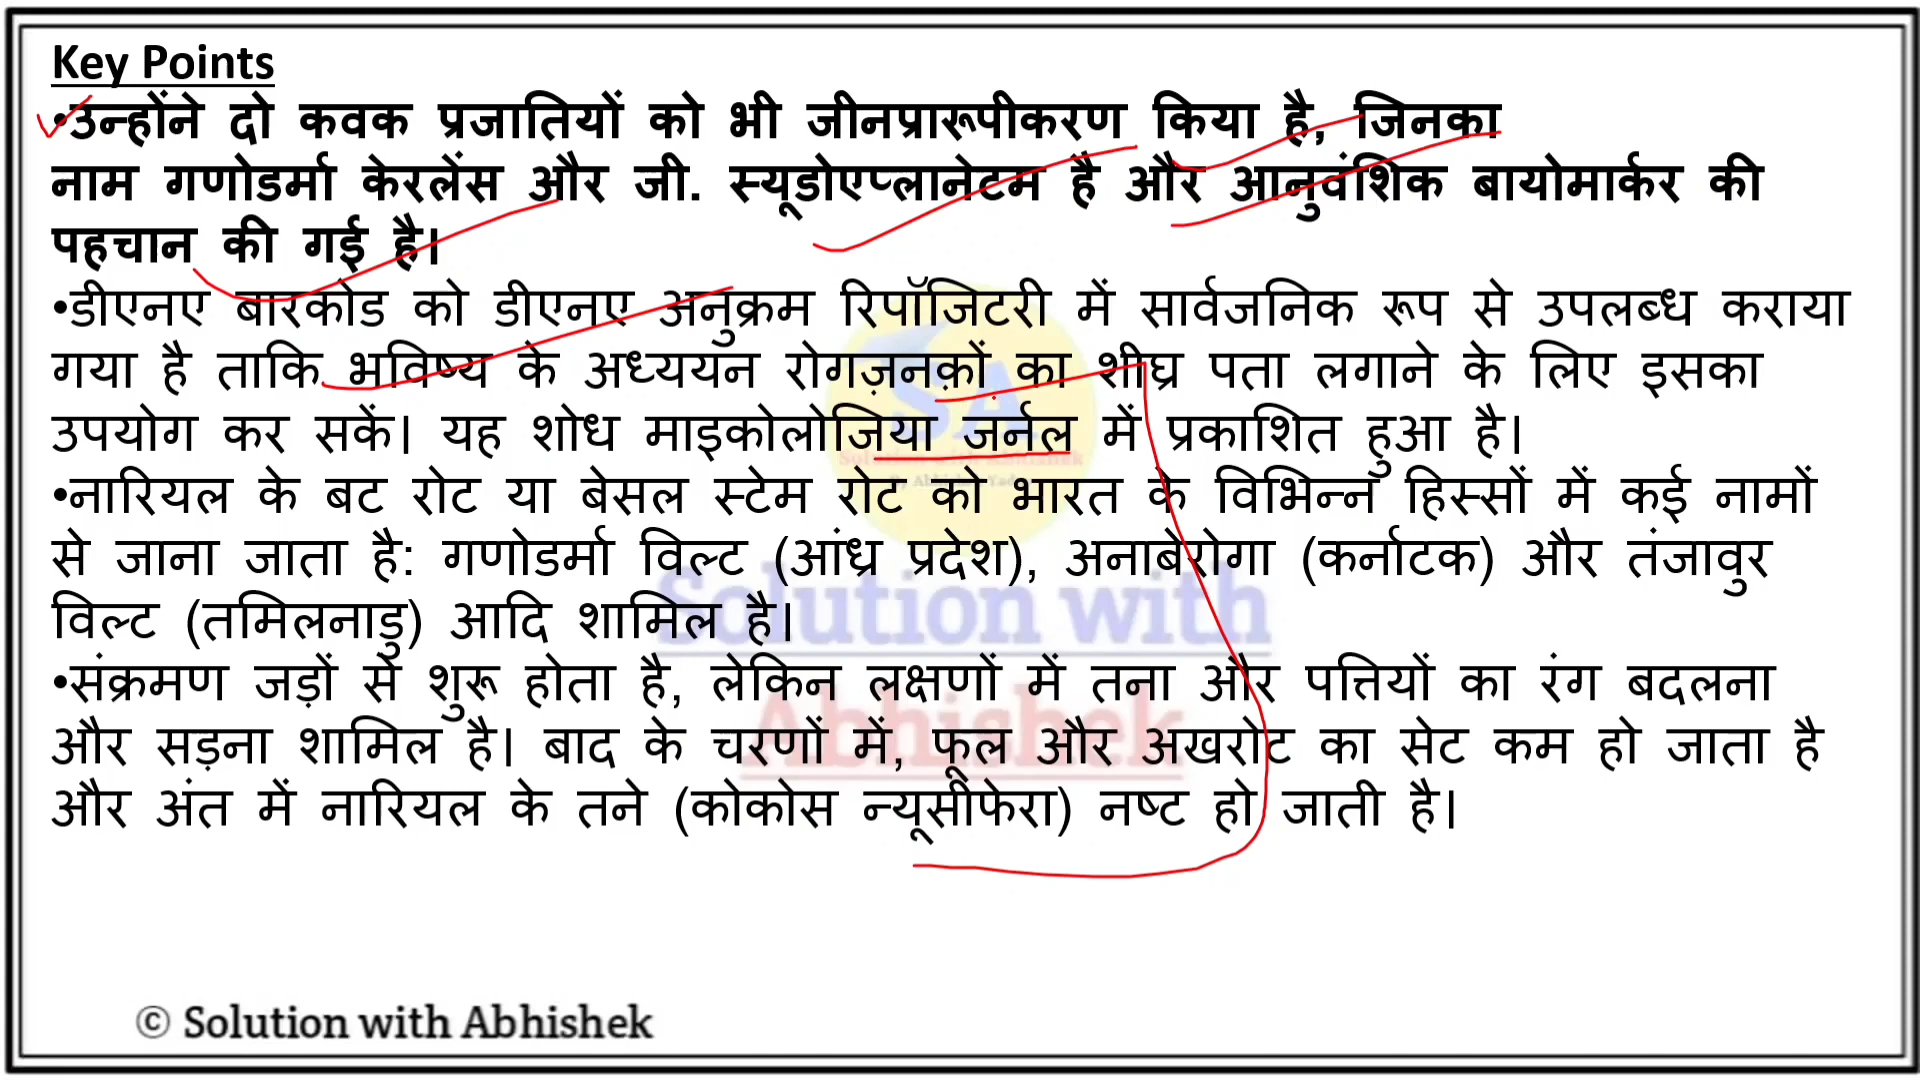 Key Points
•उन्होंने दो कवक प्रजातियों को भी जीनप्रारूपीकरण किया है, जिनका
नाम गणोडर्मा केरलेंस और जी. स्यूडोएप्लानेटम है और आनुवंशिक बायोमार्कर की
पहचान की गई है।
•डीएनए बारकोड को डीएनए अनुक्रम रिपॉजिटरी में सार्वजनिक रूप से उपलब्ध कराया
गया है ताकि भविष्य के अध्ययन रोगज़नक़ों का शीघ्र पता लगाने के लिए इसका
उपयोग कर सकें। यह शोध माइकोलोजिया जर्नल में प्रकाशित हुआ है।
•नारियल के बट रोट या बेसल स्टेम रोट को भारत के विभिन्न हिस्सों में कई नामों
से जाना जाता है: गणोडर्मा विल्ट (आंध्र प्रदेश), अनाबेरोगा (कर्नाटक) और तंजावुर
विल्ट (तमिलनाडु) आदि शामिल है।
•संक्रमण जड़ों से शुरू होता है, लेकिन लक्षणों में तना और पत्तियों का रंग बदलना
और सड़ना शामिल है। बाद के चरणों में, फूल और अखरोट का सेट कम हो जाता है
और अंत में नारियल के तने (कोकोस न्यूसीफेरा) नष्ट हो जाती है।
SA
Solution with
Abhishek
© Solution with Abhishek